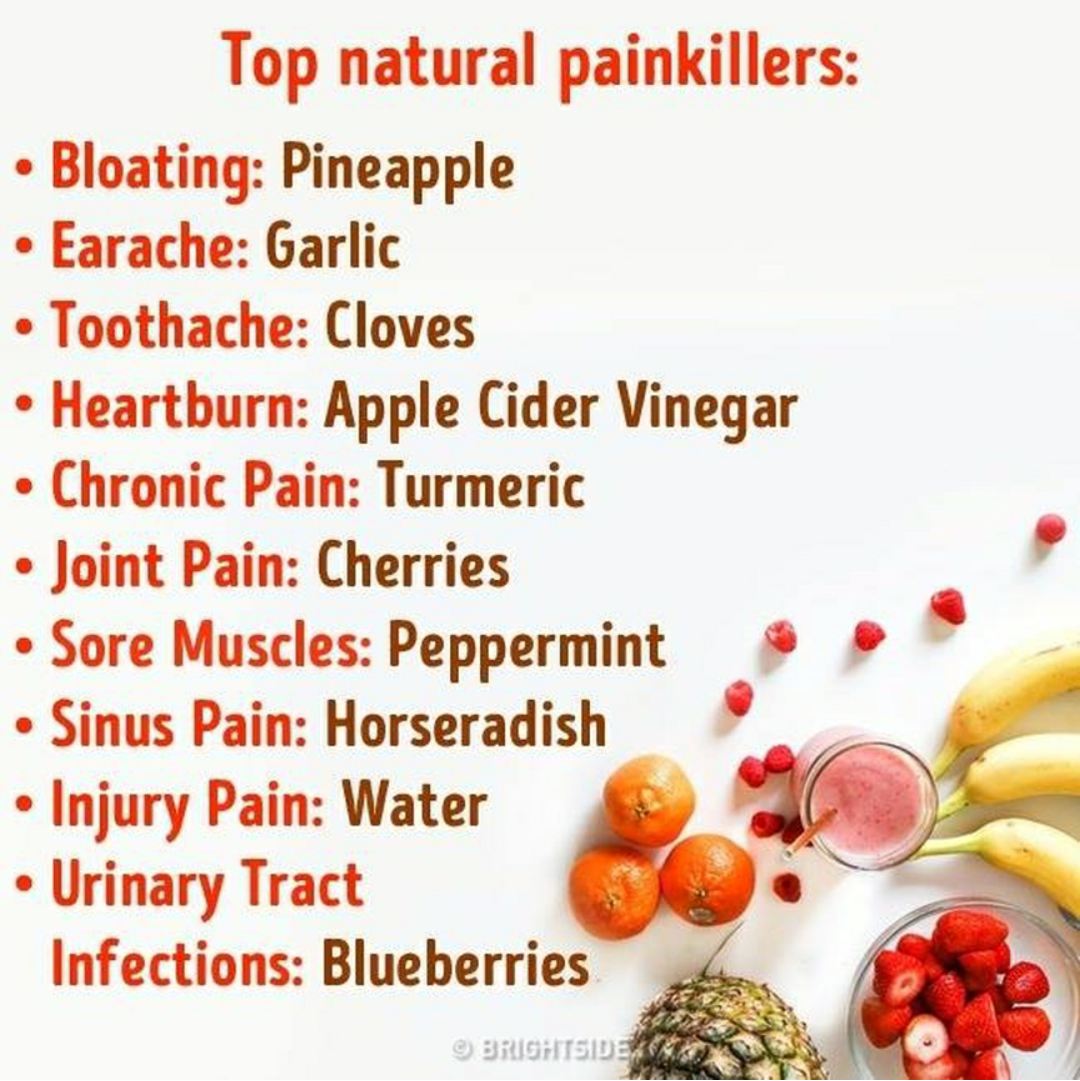 Top natural painkillers:
• Bloating: Pineapple
• Earache: Garlic
• Toothache: Cloves
• Heartburn: Apple Cider Vinegar
• Chronic Pain: Turmeric
• Joint Pain: Cherries
• Sore Muscles: Peppermint
• Sinus Pain: Horseradish
• Injury Pain: Water
• Urinary Tract
Infections: Blueberries
© BRIGHTSIDE